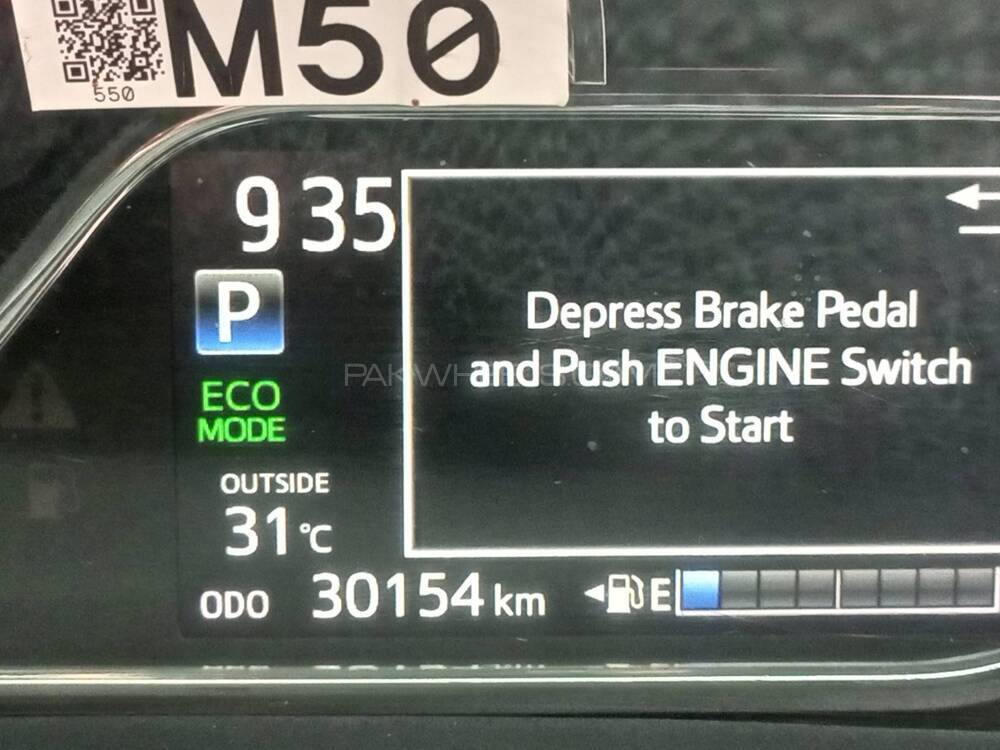 M50
550
9 35
P
Depress Brake Pedal
and Push ENGINE Switch
to Start
ECO
MODE
OUTSIDE
31°C
ODO 30154 km
E